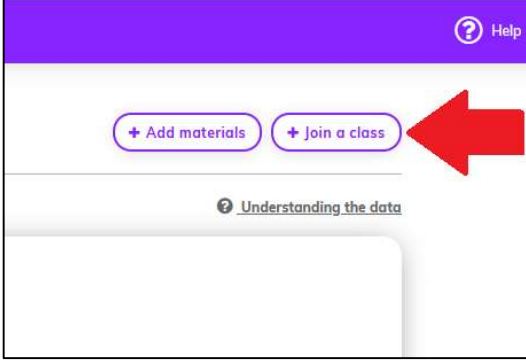 Help
+ Add materials + Join a class
Understanding the data